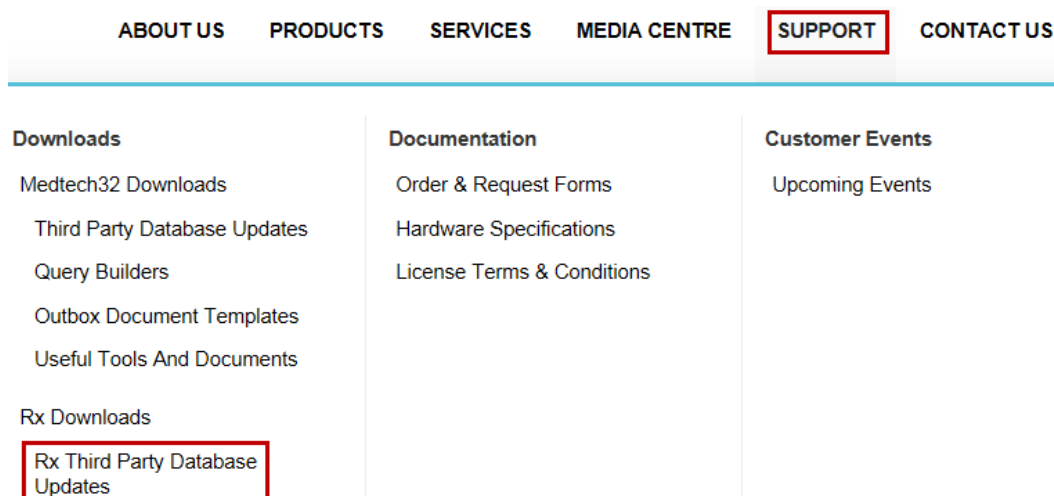 ABOUT US PRODUCTS SERVICES MEDIA CENTRE SUPPORT CONTACT US
Downloads
Medtech32 Downloads
Third Party Database Updates
Query Builders
Outbox Document Templates
Useful Tools And Documents
Rx Downloads
Rx Third Party Database
Updates
Documentation
Order & Request Forms
Hardware Specifications
License Terms & Conditions
Customer Events
Upcoming Events